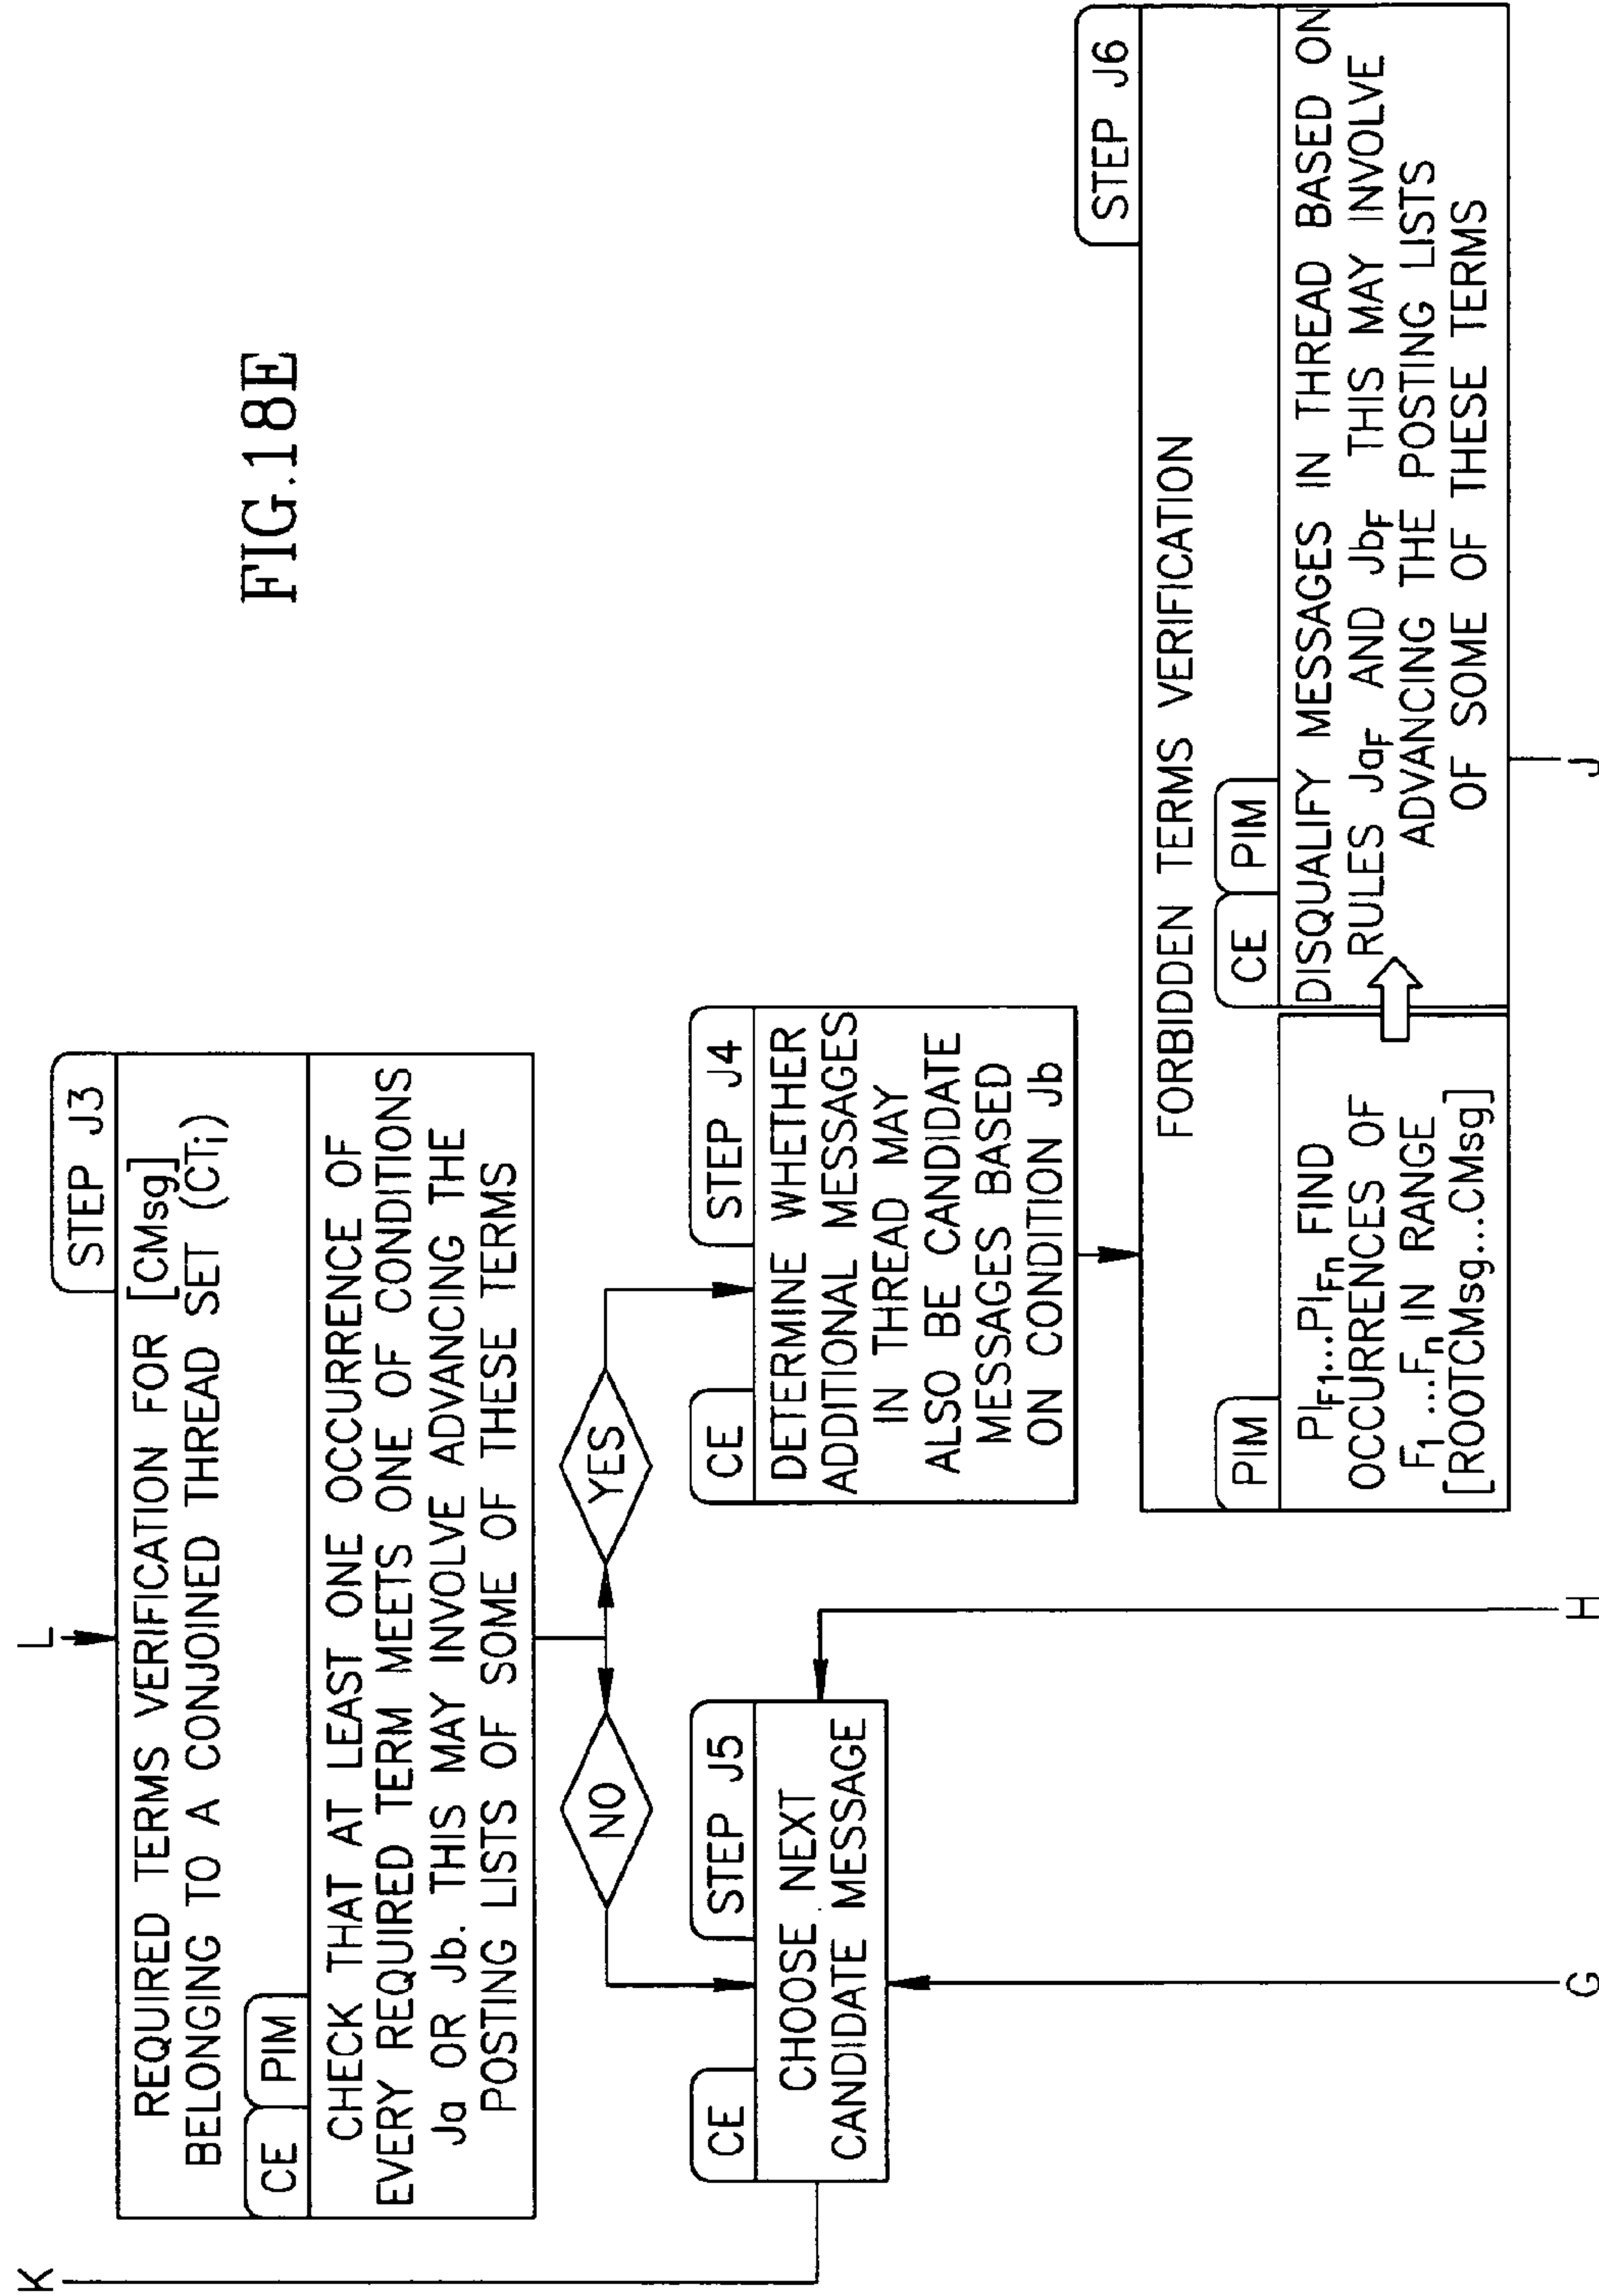 FIG.18E
K
L
STEP J3
REQUIRED TERMS VERIFICATION FOR [CMsg]
BELONGING TO A CONJOINED THREAD SET (CTi)
CE
PIM
CHECK THAT AT LEAST ONE OCCURRENCE OF
EVERY REQUIRED TERM MEETS ONE OF CONDITIONS
Ja OR Jb. THIS MAY INVOLVE ADVANCING THE
POSTING LISTS OF SOME OF THESE TERMS
NO
YES
CE
STEP J5
CHOOSE NEXT
CANDIDATE MESSAGE
CE
STEP J4
DETERMINE WHETHER
ADDITIONAL MESSAGES
IN THREAD MAY
ALSO BE CANDIDATE
MESSAGES BASED
ON CONDITION Jb
STEP J6
FORBIDDEN TERMS VERIFICATION
PIM
PIF1...PIFn FIND
OCCURRENCES OF
F1...Fn IN RANGE
[ROOTCMsg...CMsg]
CE
PIM
DISQUALIFY MESSAGES IN THREAD BASED ON
RULES JaF AND JbF THIS MAY INVOLVE
ADVANCING THE POSTING LISTS
OF SOME OF THESE TERMS
G
H
J